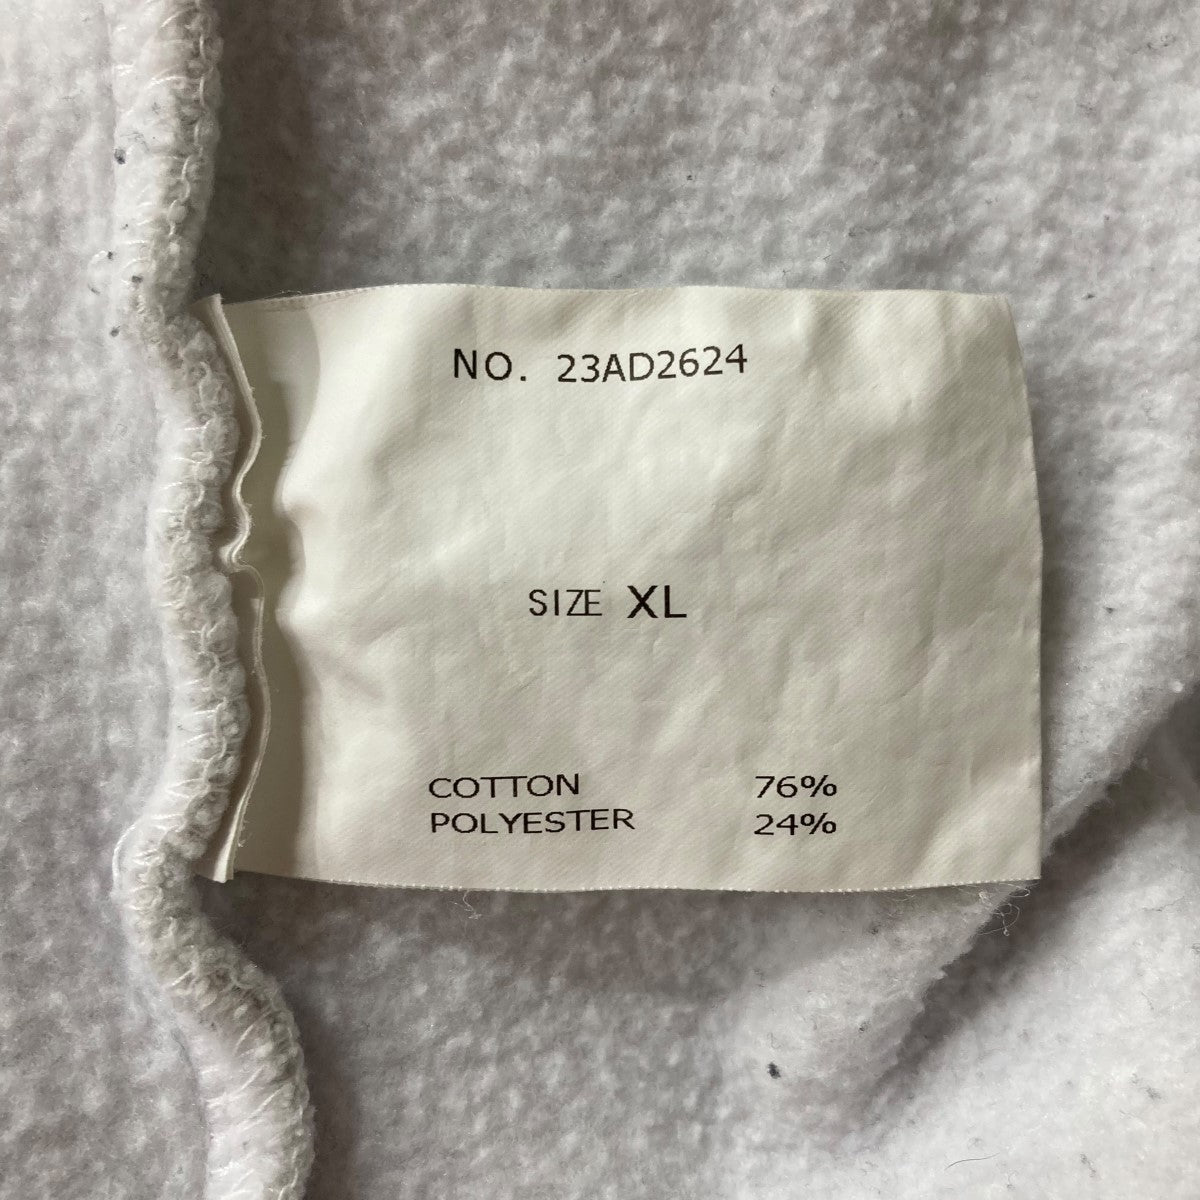 NO. 23AD2624
SIZE XL
COTTON 76%
POLYESTER 24%